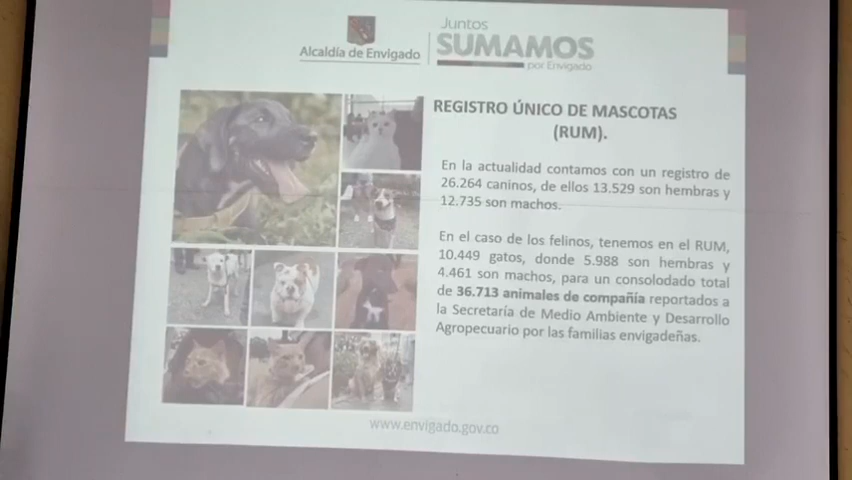 Alcaldía de Envigado
Juntos
SUMAMOS
por Envigado
REGISTRO ÚNICO DE MASCOTAS
(RUM).
En la actualidad contamos con un registro de
26.264 caninos, de ellos 13.529 son hembras y
12.735 son machos.
En el caso de los felinos, tenemos en el RUM,
10.449 gatos, donde 5.988 son hembras y
4.461 son machos, para un consolodado total
de 36.713 animales de compañía reportados a
la Secretaría de Medio Ambiente y Desarrollo
Agropecuario por las familias envigadeñas.
www.envigado.gov.co